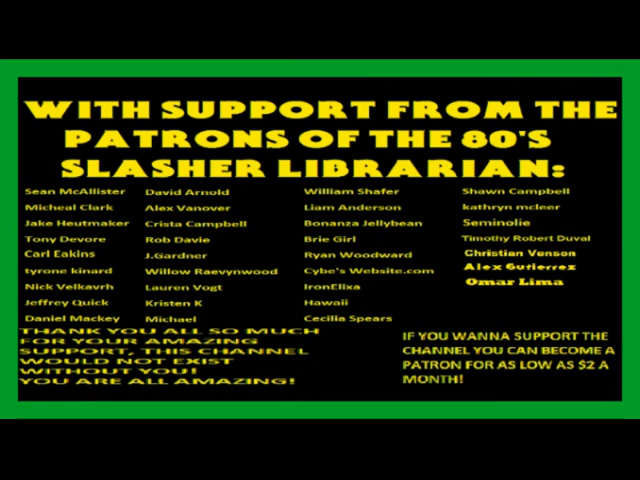 WITH SUPPORT FROM THE
PATRONS OF THE 80'S
SLASHER LIBRARIAN:
Sean McAllister
Micheal Clark
Jake Heutmaker
Tony Devore
Carl Eakins
tyrone kinard
Nick Velkavrh
Jeffrey Quick
Daniel Mackey
David Arnold
Alex Vanover
Crista Campbell
Rob Davie
J.Gardner
Willow Raevynwood
Lauren Vogt
Kristen K
Michael
William Shafer
Liam Anderson
Bonanza Jellybean
Brie Girl
Ryan Woodward
Cybe's Website.com
IronElixa
Hawaii
Cecilia Spears
Shawn Campbell
kathryn mcleer
Seminolie
Timothy Robert Duval
Christian Venson
Alex Gutierrez
Omar Lima
THANK YOU ALL SO MUCH
FOR YOUR AMAZING
SUPPORT, THIS CHANNEL
WOULD NOT EXIST
WITHOUT YOU!
YOU ARE ALL AMAZING!
IF YOU WANNA SUPPORT THE
CHANNEL YOU CAN BECOME A
PATRON FOR AS LOW AS $2 A
MONTH!